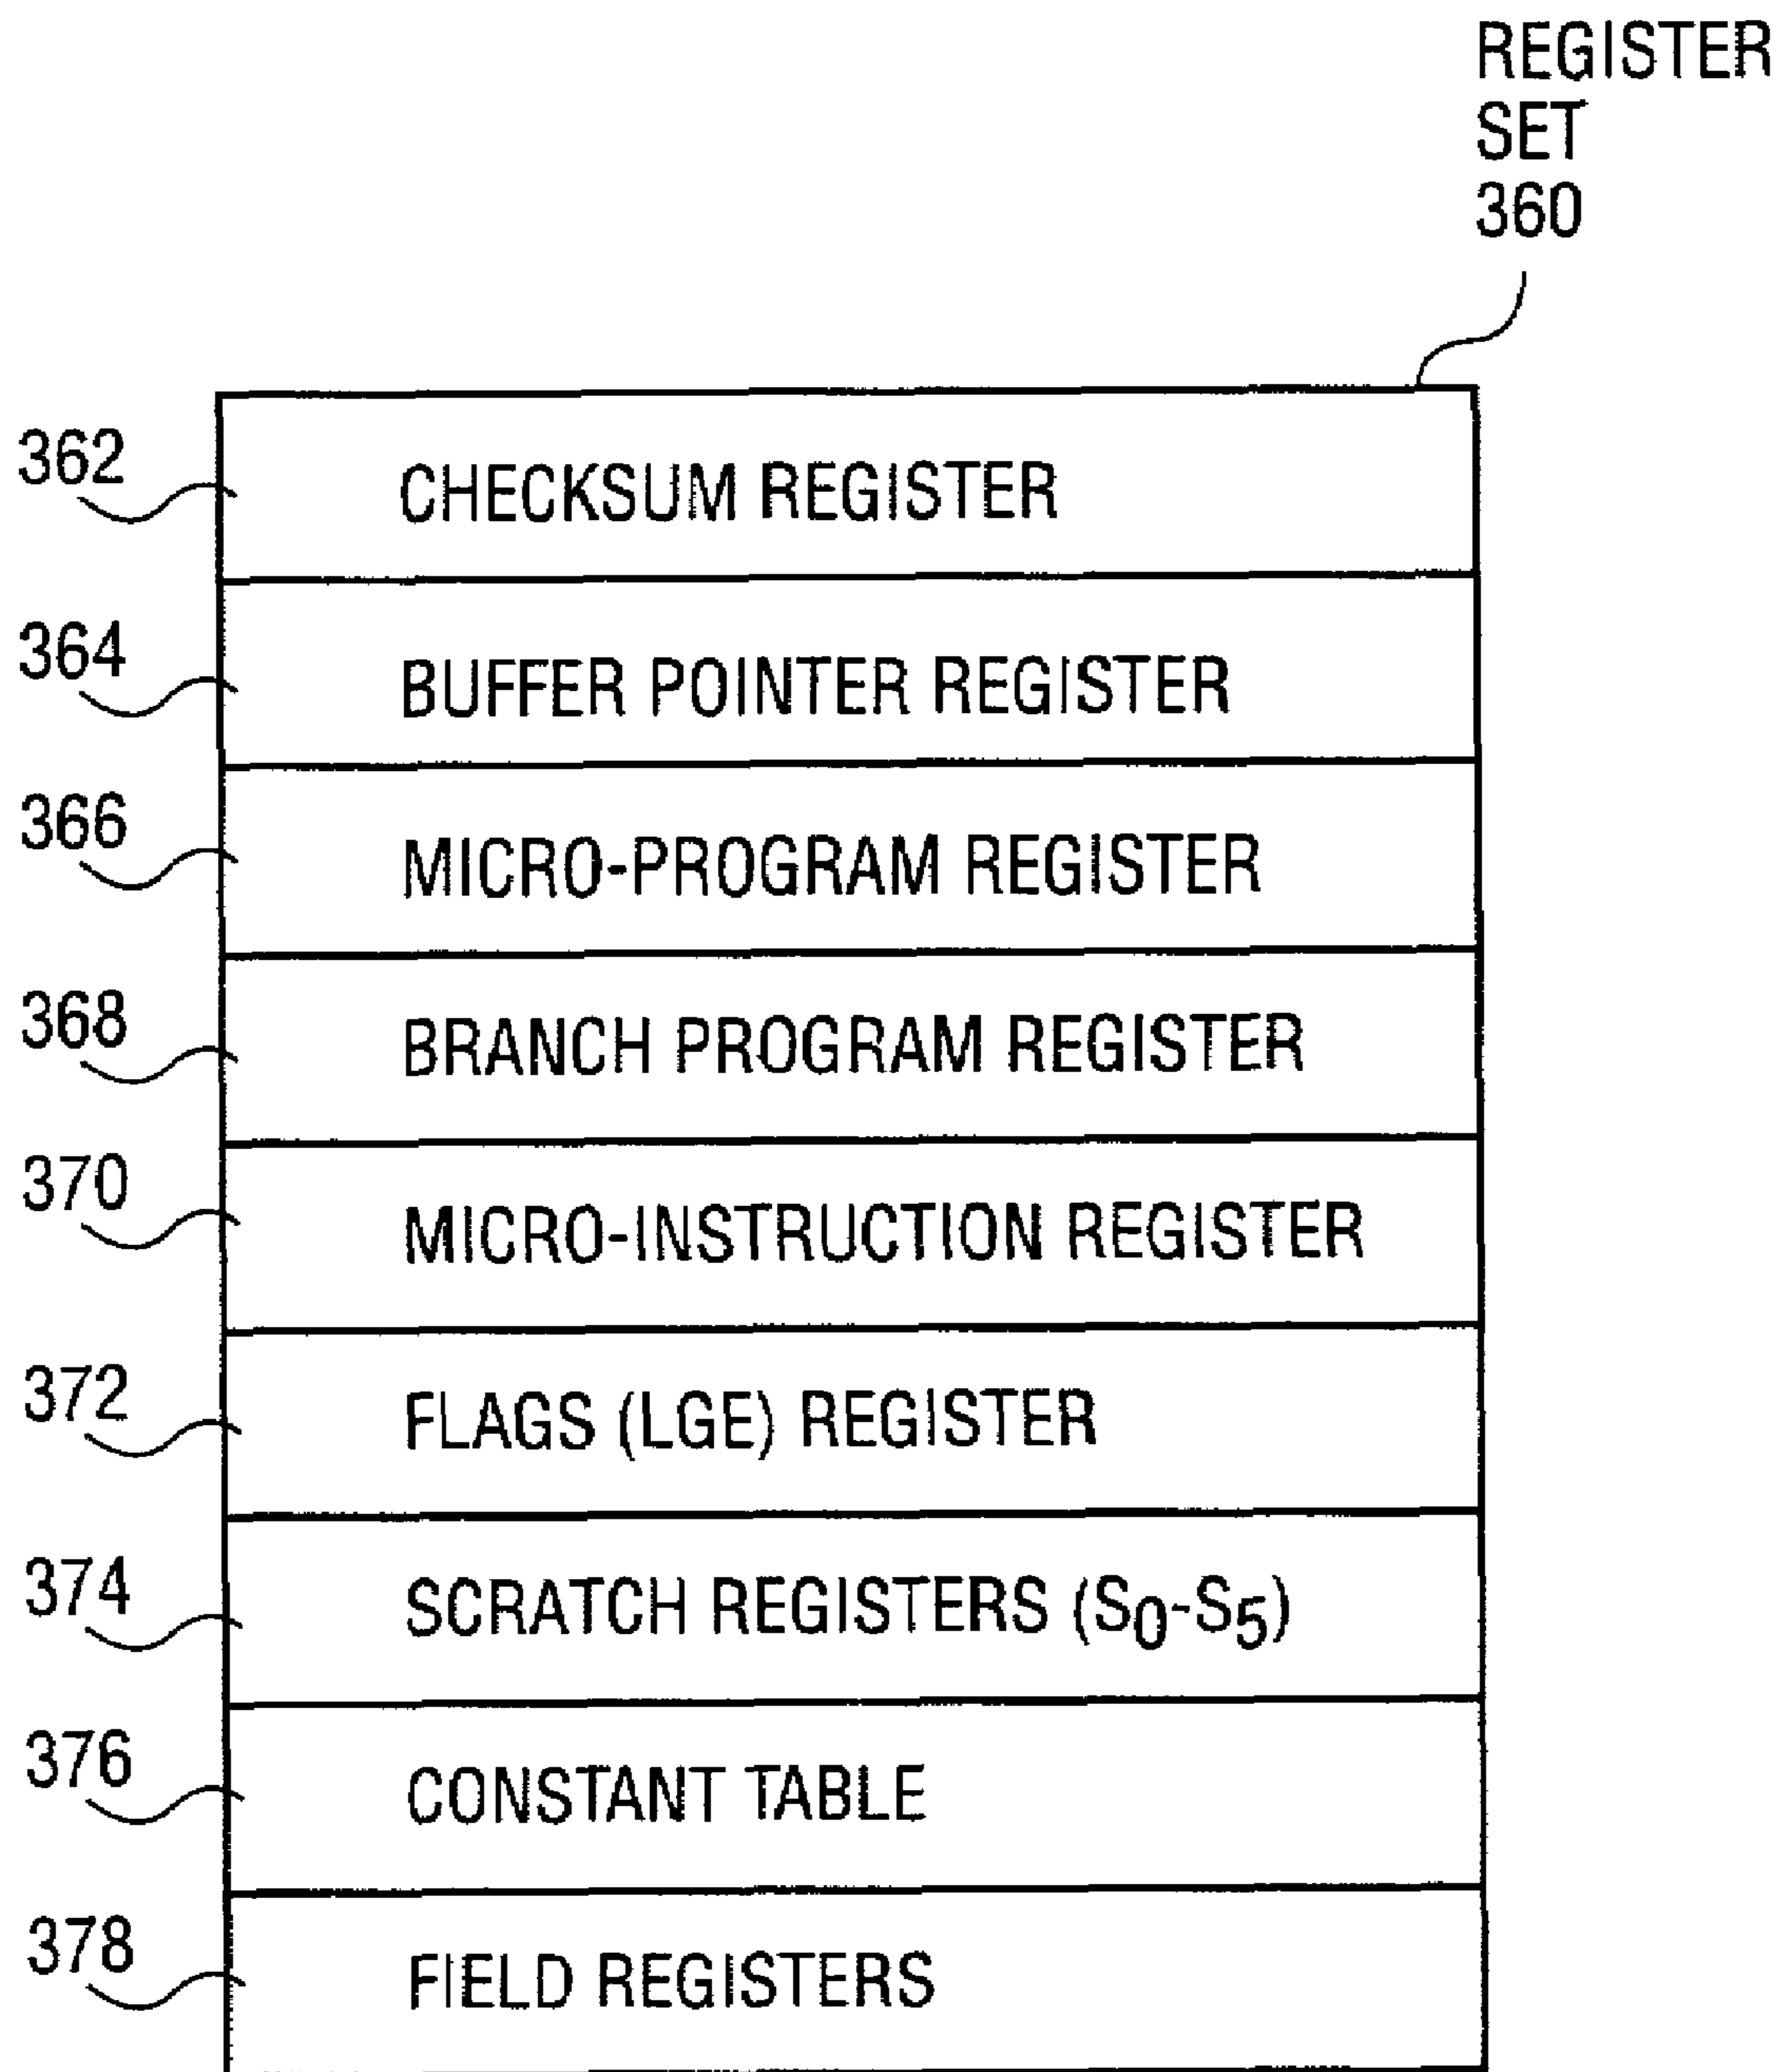 REGISTER
SET
360
362 CHECKSUM REGISTER
364 BUFFER POINTER REGISTER
366 MICRO-PROGRAM REGISTER
368 BRANCH PROGRAM REGISTER
370 MICRO-INSTRUCTION REGISTER
372 FLAGS (LGE) REGISTER
374 SCRATCH REGISTERS (S0-S5)
376 CONSTANT TABLE
378 FIELD REGISTERS